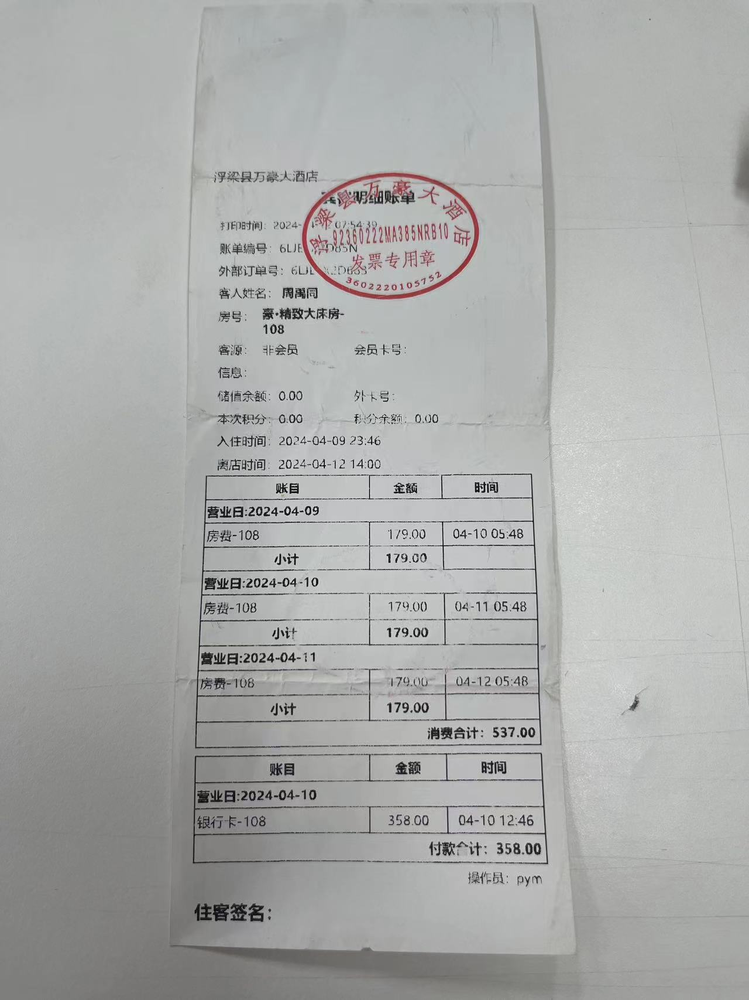 浮梁县万豪大酒店
明细账单
浮梁县万豪大酒店
92360222MA385NRB10
发票专用章
3602220105752
打印时间: 2024- 07:54:39
账单编号: 6LJE
外部订单号:
客人姓名: 周禹同
房号: 豪·精致大床房-
108
客源: 非会员 会员卡号:
信息:
储值余额: 0.00 外卡号:
本次积分: 0.00 积分余额: 0.00
入住时间: 2024-04-09 23:46
离店时间: 2024-04-12 14:00
账目 金额 时间
营业日:2024-04-09
房费-108 179.00 04-10 05:48
小计 179.00
营业日:2024-04-10
房费-108 179.00 04-11 05:48
小计 179.00
营业日:2024-04-11
房费-108 179.00 04-12 05:48
小计 179.00
消费合计: 537.00
账目 金额 时间
营业日:2024-04-10
银行卡-108 358.00 04-10 12:46
付款合计: 358.00
操作员: pym
住客签名: